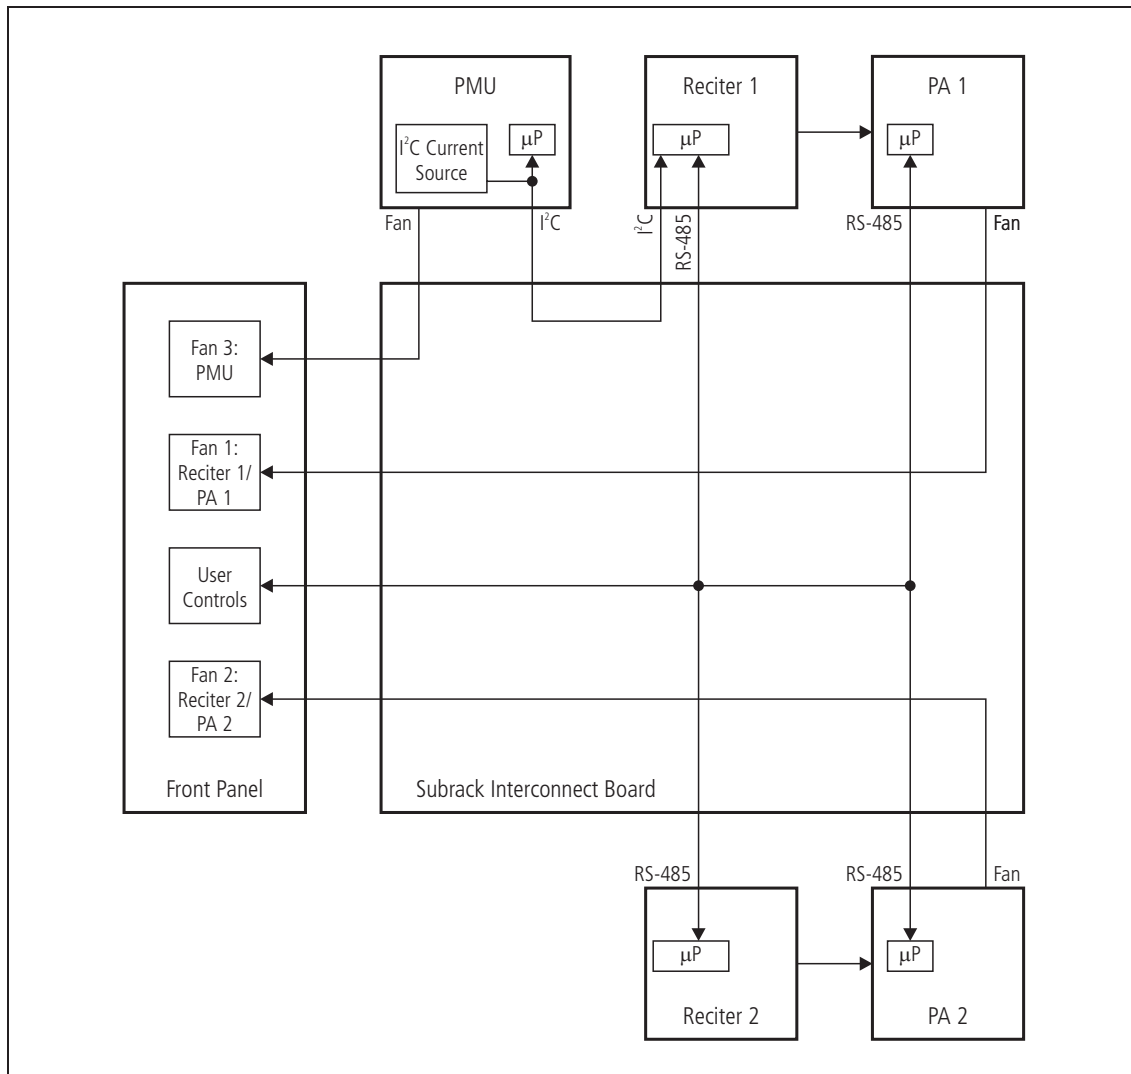 PMU
Reciter 1
PA 1
I²C Current
Source
μP
μP
μP
Fan
I²C
I²C
RS-485
RS-485
Fan
Fan 3:
PMU
Fan 1:
Reciter 1/
PA 1
User
Controls
Fan 2:
Reciter 2/
PA 2
Front Panel
Subrack Interconnect Board
RS-485
RS-485
Fan
μP
μP
Reciter 2
PA 2